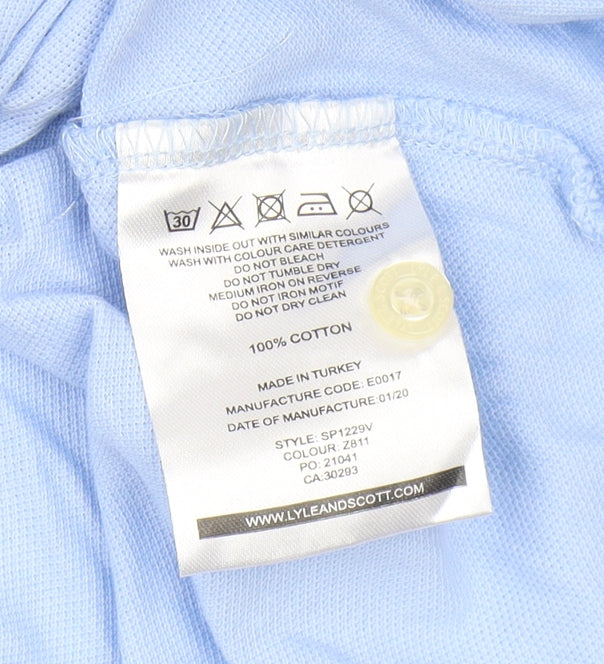 30
WASH INSIDE OUT WITH SIMILAR COLOURS
WASH WITH COLOUR CARE DETERGENT
DO NOT BLEACH
DO NOT TUMBLE DRY
MEDIUM IRON ON REVERSE
DO NOT IRON MOTIF
DO NOT DRY CLEAN
100% COTTON
MADE IN TURKEY
MANUFACTURE CODE: E0017
DATE OF MANUFACTURE:01/20
STYLE: SP1229V
COLOUR: Z811
PO: 21041
CA:30293
WWW.LYLEANDSCOTT.COM